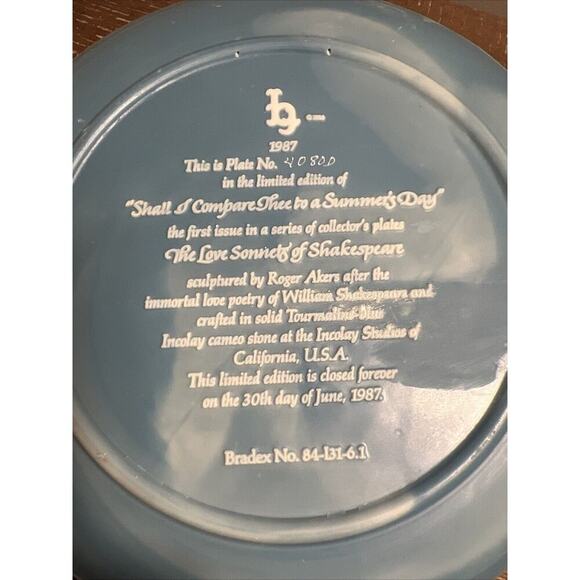 © 1986
1987
This is Plate No. 40800
in the limited edition of
"Shall I Compare Thee to a Summer's Day"
the first issue in a series of collector's plates
The Love Sonnets of Shakespeare
sculptured by Roger Akers after the
immortal love poetry of William Shakespeare and
crafted in solid Tourmaline-blue
Incolay cameo stone at the Incolay Studios of
California, U.S.A.
This limited edition is closed forever
on the 30th day of June, 1987.
Bradex No. 84-I31-6.1